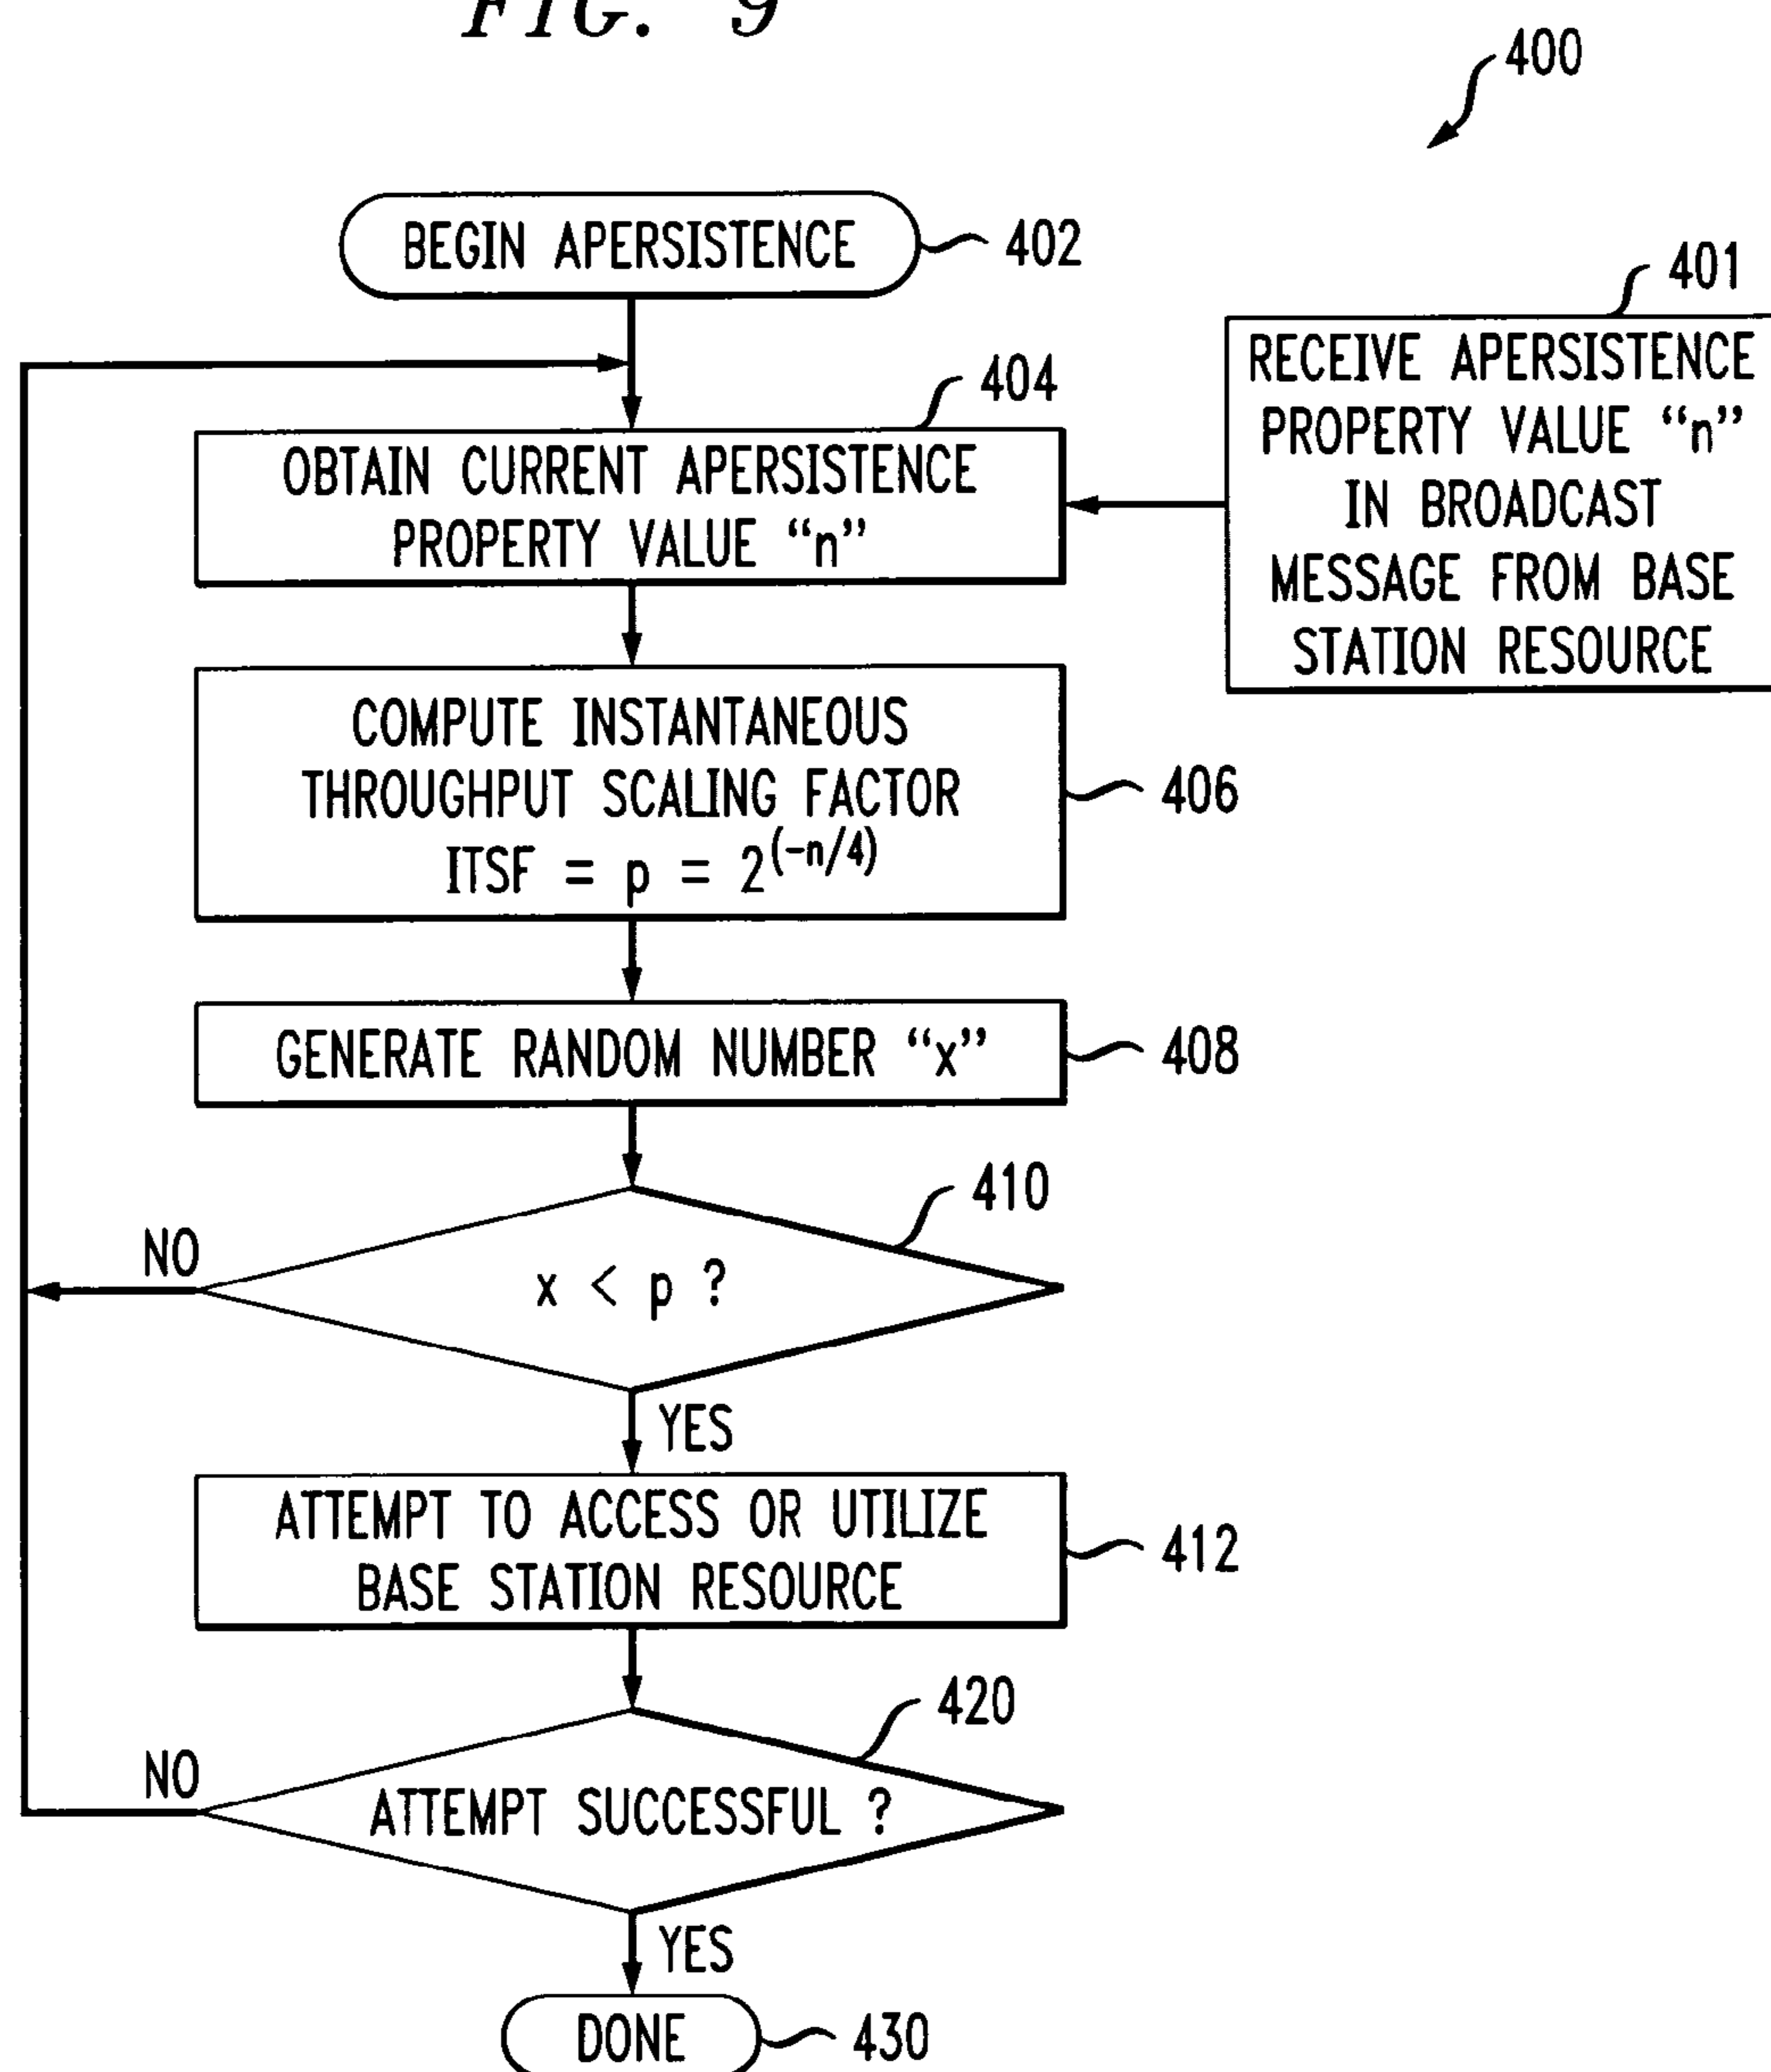 FIG. 9
400
BEGIN APERSISTENCE
402
401
RECEIVE APERSISTENCE
PROPERTY VALUE “n”
IN BROADCAST
MESSAGE FROM BASE
STATION RESOURCE
404
OBTAIN CURRENT APERSISTENCE
PROPERTY VALUE “n”
COMPUTE INSTANTANEOUS
THROUGHPUT SCALING FACTOR
ITSF = p = 2^(-n/4)
406
GENERATE RANDOM NUMBER “x”
408
410
NO
x < p ?
YES
ATTEMPT TO ACCESS OR UTILIZE
BASE STATION RESOURCE
412
420
NO
ATTEMPT SUCCESSFUL ?
YES
DONE
430